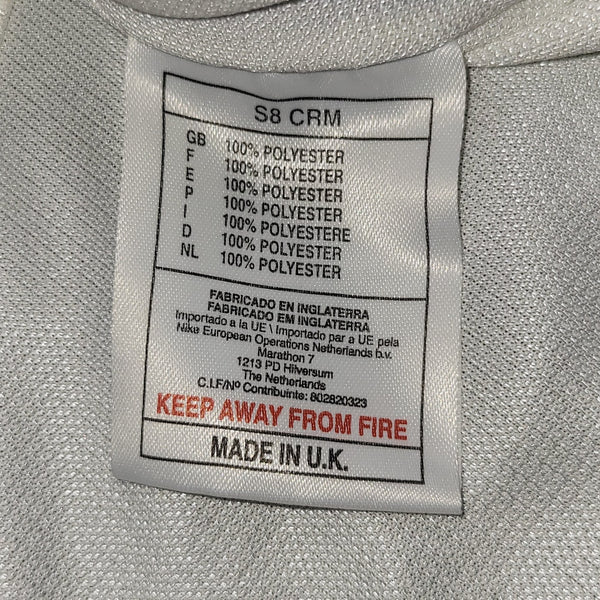 S8 CRM
GB 100% POLYESTER
F 100% POLYESTER
E 100% POLYESTER
P 100% POLYESTER
I 100% POLYESTERE
D 100% POLYESTER
NL 100% POLYESTER
FABRICADO EN INGLATERRA
FABRICADO EM INGLATERRA
Importado a la UE \ Importado par a UE pela
Nike European Operations Netherlands b.v.
Marathon 7
1213 PD Hilversum
The Netherlands
C.I.F/Nº Contribuinte: 802820323
KEEP AWAY FROM FIRE
MADE IN U.K.